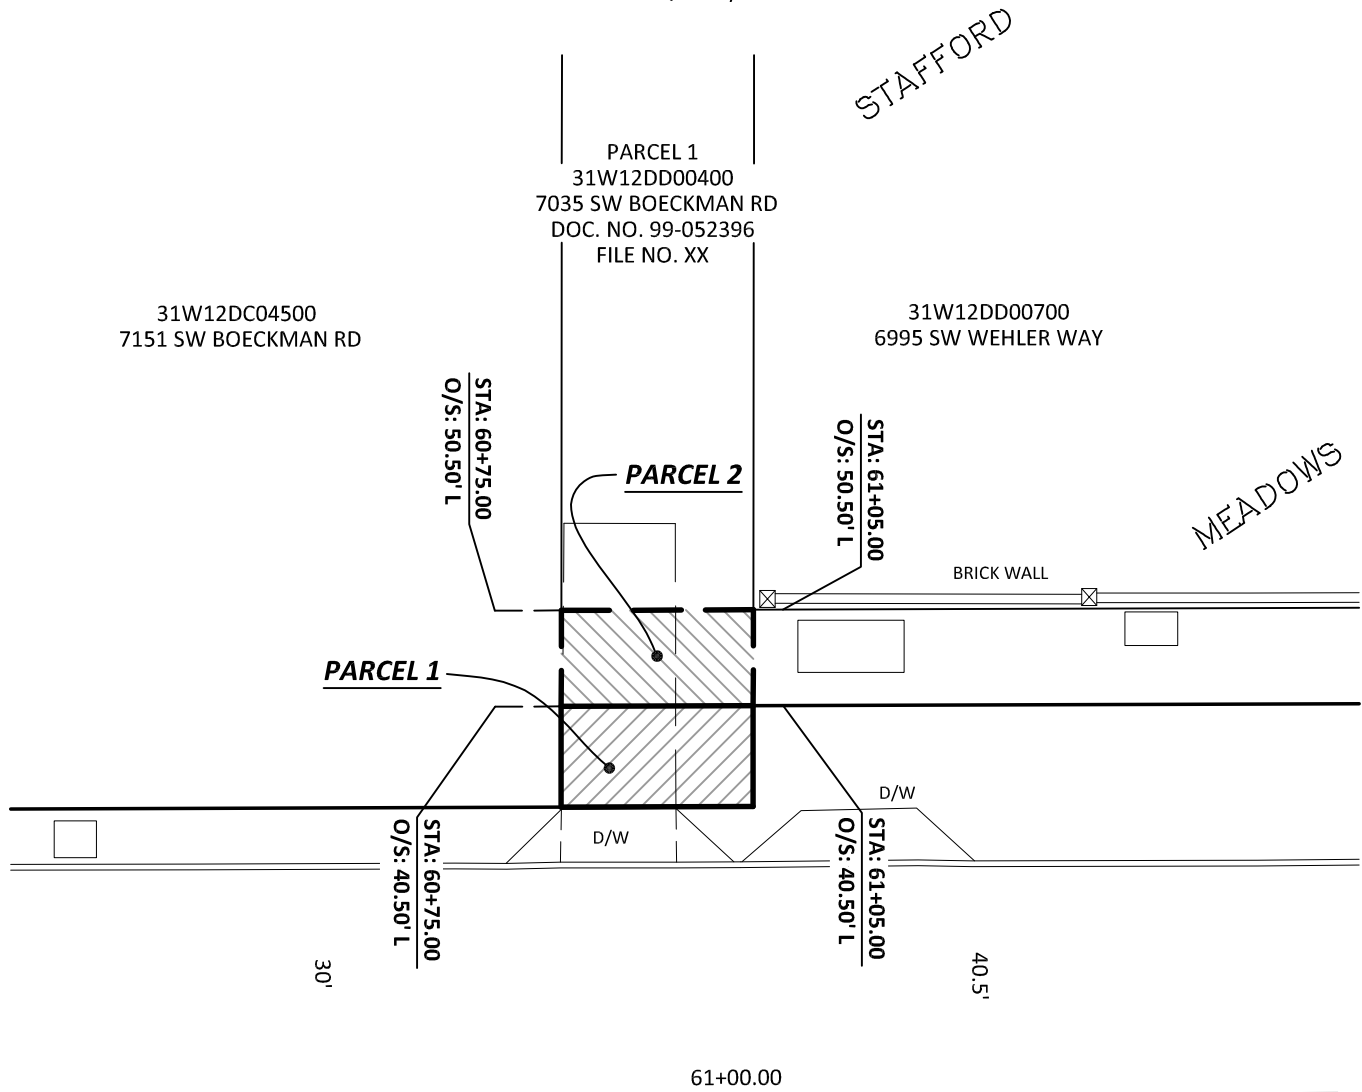 STAFFORD
PARCEL 1
31W12DD00400
7035 SW BOECKMAN RD
DOC. NO. 99-052396
FILE NO. XX
31W12DC04500
7151 SW BOECKMAN RD
31W12DD00700
6995 SW WEHLER WAY
STA: 60+75.00
O/S: 50.50' L
STA: 61+05.00
O/S: 50.50' L
PARCEL 2
MEADOWS
BRICK WALL
PARCEL 1
D/W
D/W
STA: 60+75.00
O/S: 40.50' L
STA: 61+05.00
O/S: 40.50' L
30'
40.5'
61+00.00